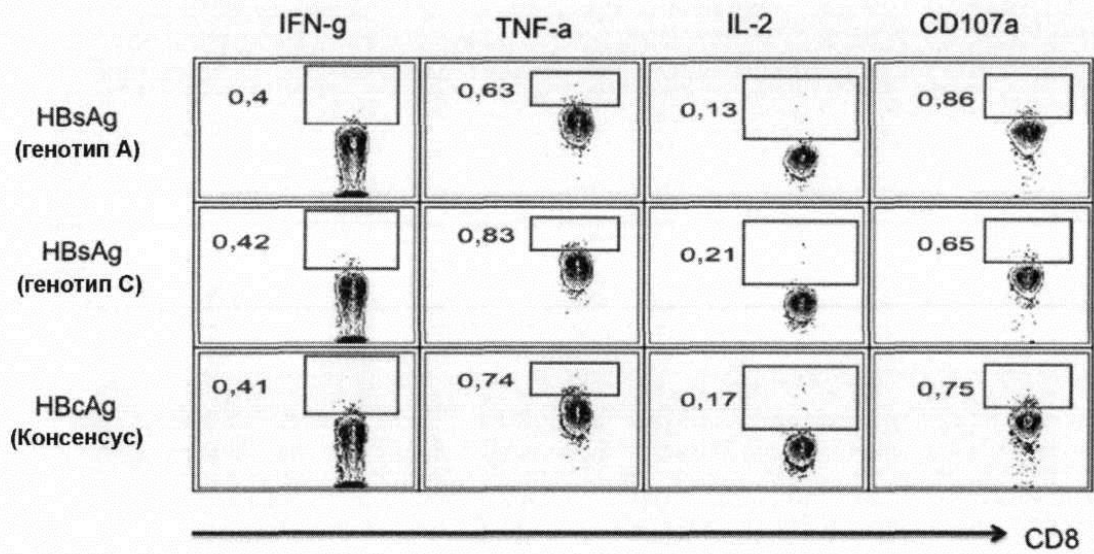 IFN-g TNF-a IL-2 CD107a
HBsAg
(генотип А)
0,4 0,63 0,13 0,86
HBsAg
(генотип С)
0,42 0,83 0,21 0,65
HBcAg
(Консенсус)
0,41 0,74 0,17 0,75
CD8